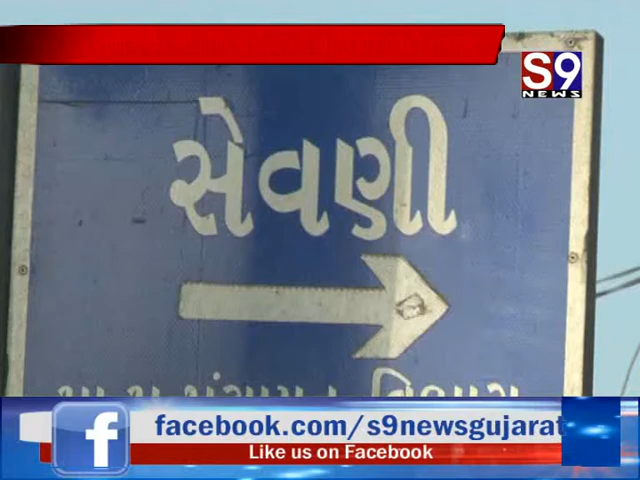 S9
NEWS
સેવણી
facebook.com/s9newsgujarat
Like us on Facebook